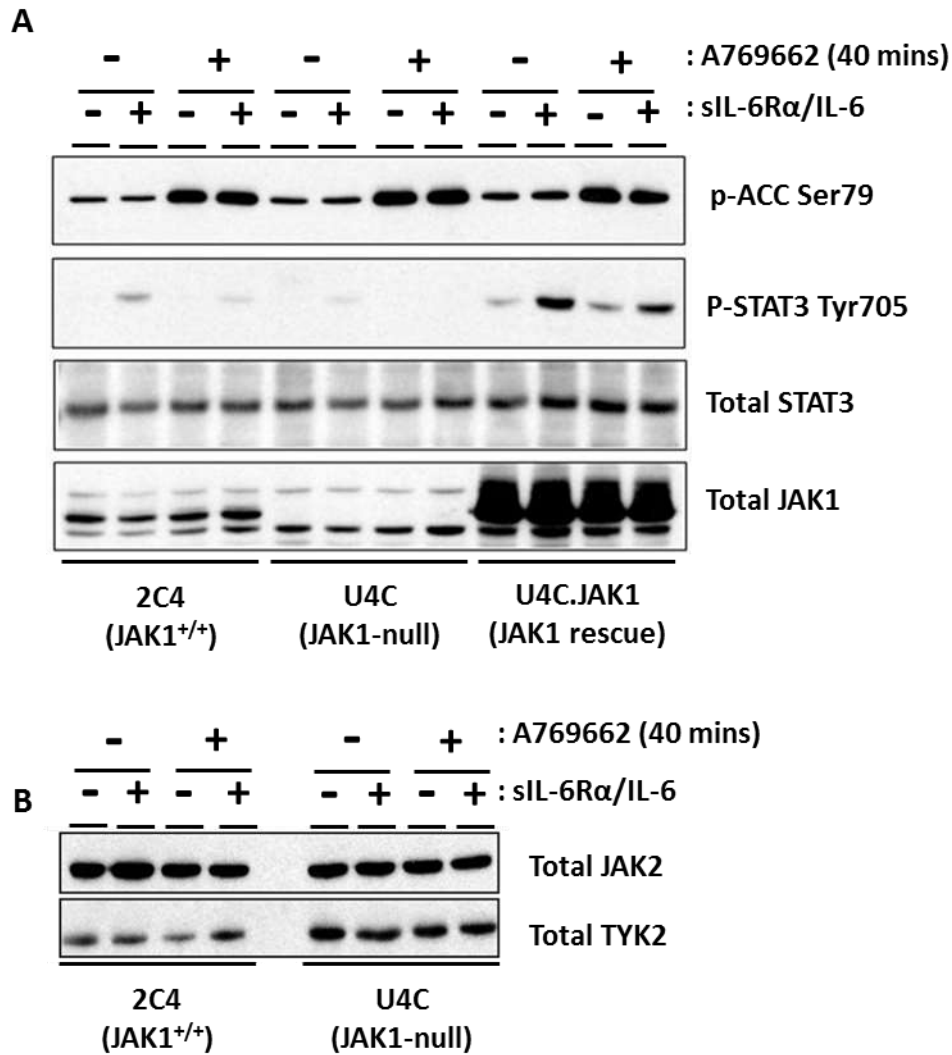 A
- + - + - + : A769662 (40 mins)
- + - + - + - + - + - + : sIL-6Rα/IL-6
p-ACC Ser79
P-STAT3 Tyr705
Total STAT3
Total JAK1
2C4 U4C U4C.JAK1
(JAK1+/+) (JAK1-null) (JAK1 rescue)
- + - + : A769662 (40 mins)
B - + - + - + - + : sIL-6Rα/IL-6
Total JAK2
Total TYK2
2C4 U4C
(JAK1+/+) (JAK1-null)